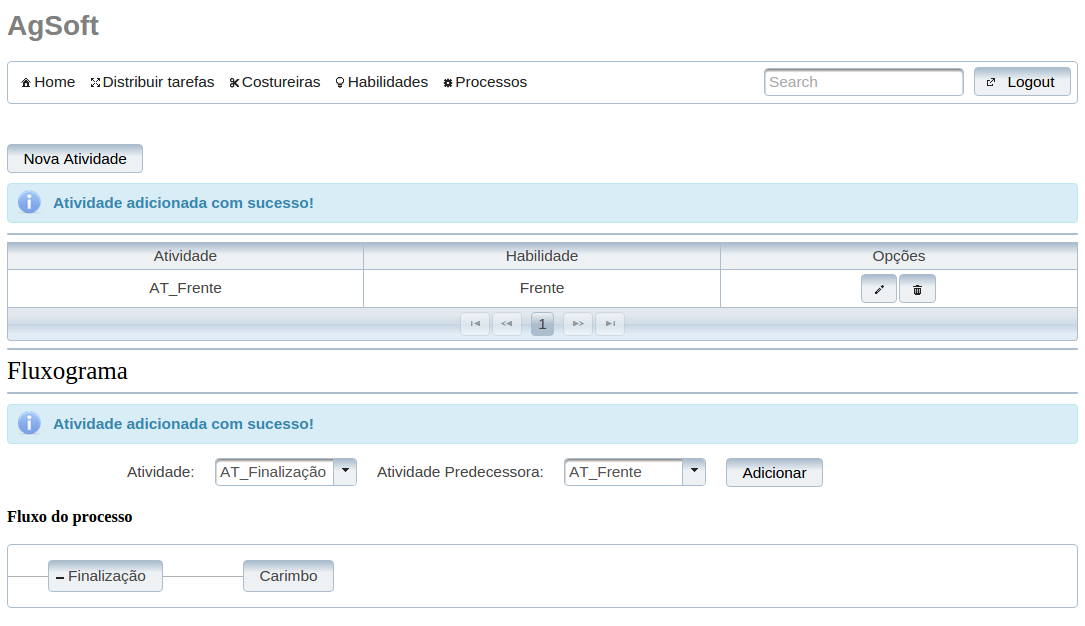 AgSoft
Home Distribuir tarefas Costureiras Habilidades Processos Search Logout
Nova Atividade
Atividade adicionada com sucesso!
Atividade Habilidade Opções
AT_Frente Frente
1
Fluxograma
Atividade adicionada com sucesso!
Atividade: AT_Finalização Atividade Predecessora: AT_Frente Adicionar
Fluxo do processo
Finalização Carimbo